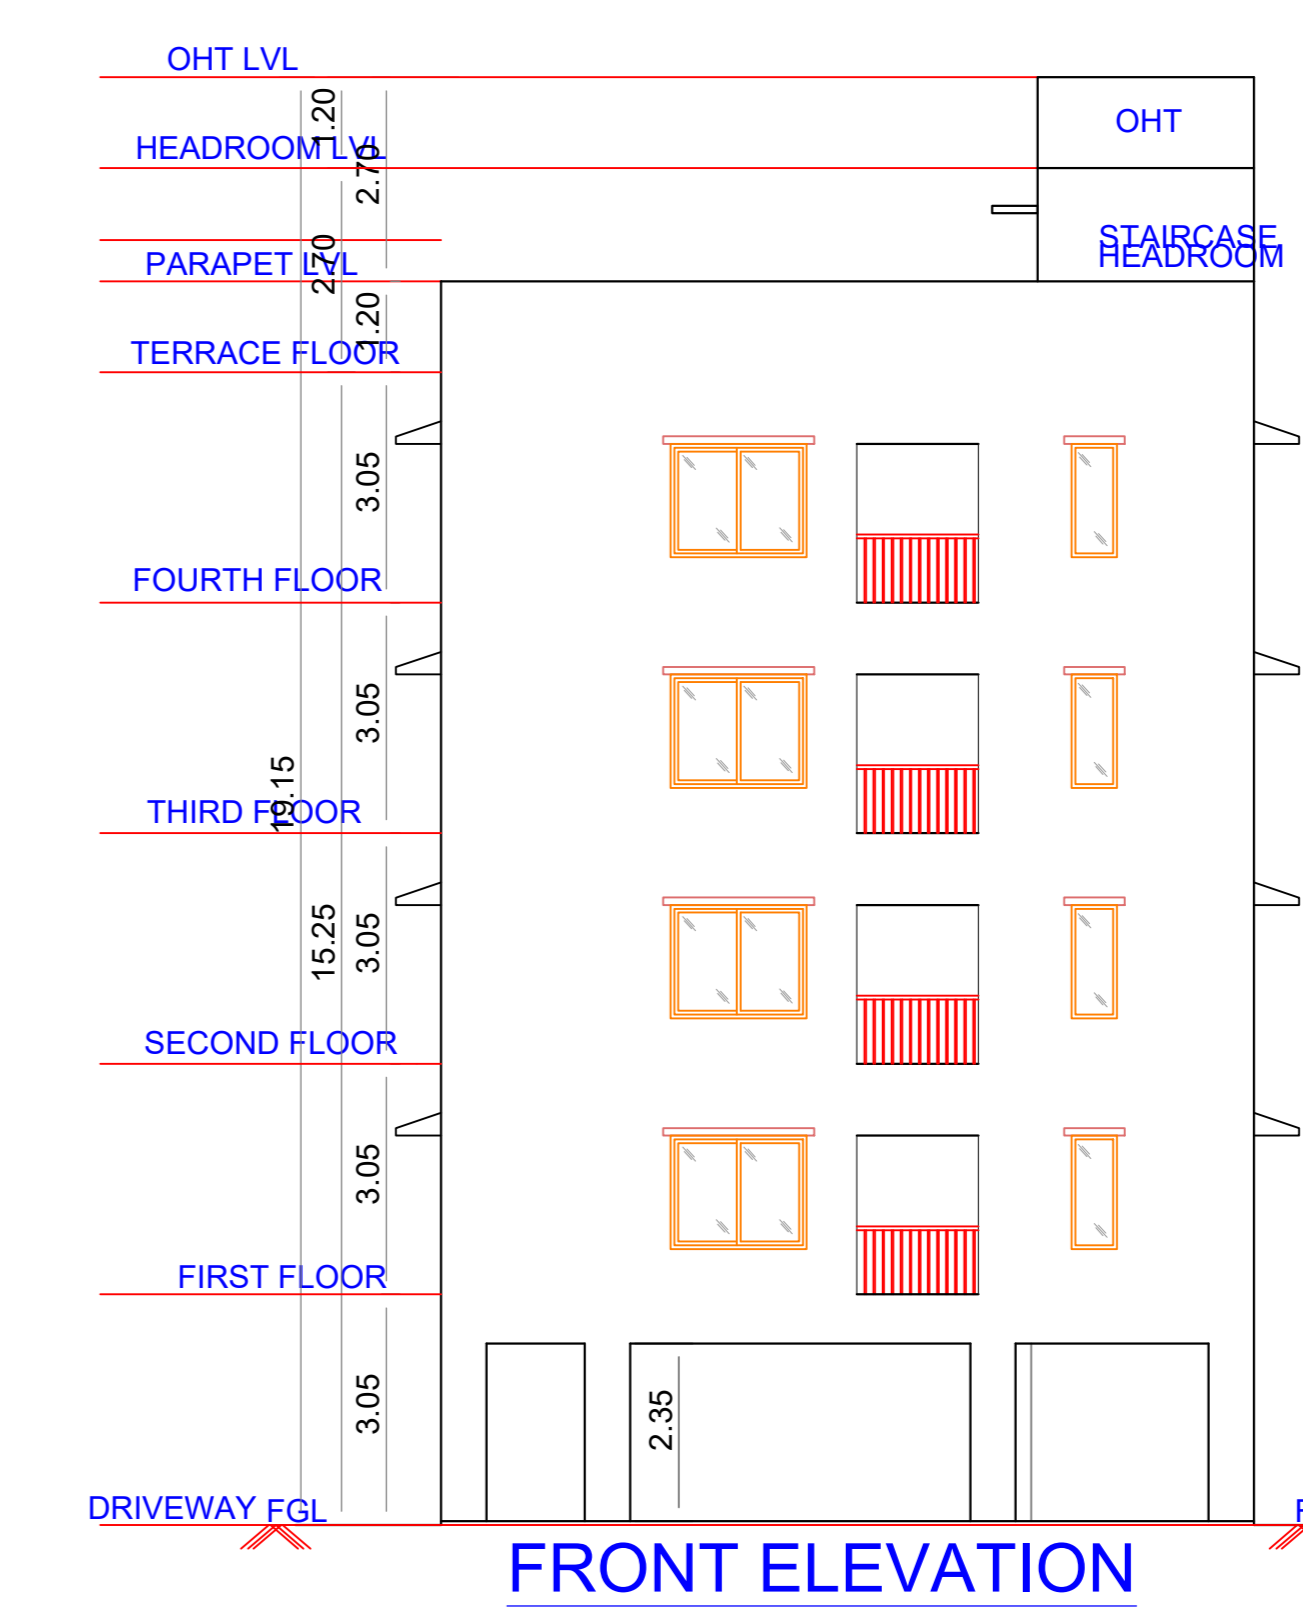 OHT LVL
1.20
OHT
HEADROOM LVL
2.70
STAIRCASE
HEADROOM
PARAPET LVL
2.70
1.20
TERRACE FLOOR
3.05
FOURTH FLOOR
3.05
19.15
THIRD FLOOR
15.25
3.05
SECOND FLOOR
3.05
FIRST FLOOR
3.05
2.35
DRIVEWAY FGL
FRONT ELEVATION